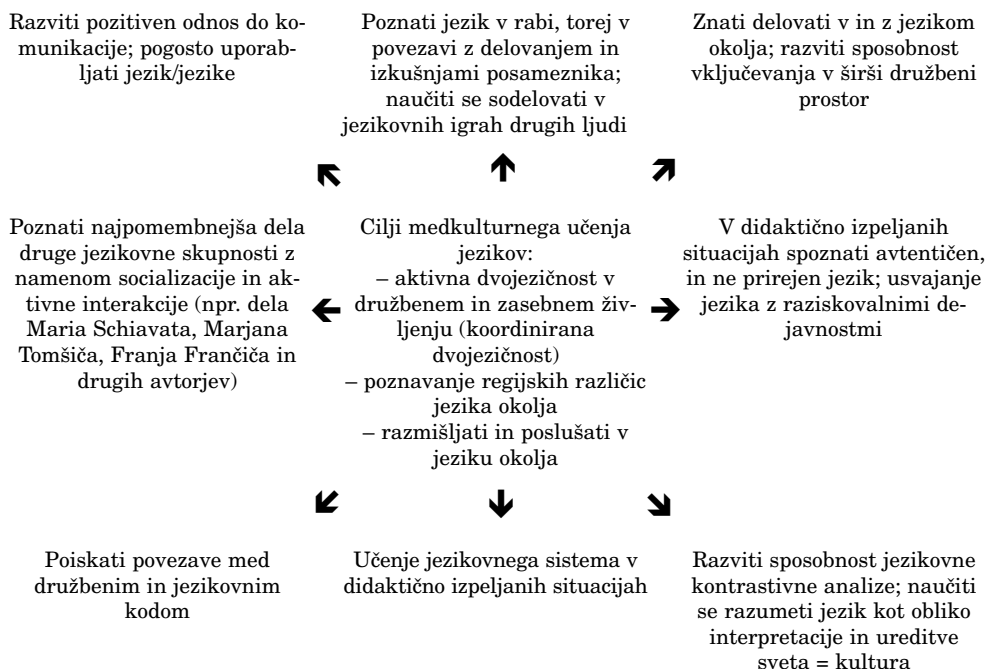 Razviti pozitiven odnos do ko-
munikacije; pogosto uporab-
ljati jezik/jezike
Poznati jezik v rabi, torej v
povezavi z delovanjem in
izkušnjami posameznika;
naučiti se sodelovati v
jezikovnih igrah drugih ljudi
Znati delovati v in z jezikom
okolja; razviti sposobnost
vključevanja v širši družbeni
prostor
Poznati najpomembnejša dela
druge jezikovne skupnosti z
namenom socializacije in ak-
tivne interakcije (npr. dela
Maria Schiavata, Marjana
Tomšiča, Franja Frančiča in
drugih avtorjev)
Cilji medkulturnega učenja
jezikov:
– aktivna dvojezičnost v
družbenem in zasebnem živ-
ljenju (koordinirana
dvojezičnost)
– poznavanje regijskih različic
jezika okolja
– razmišljati in poslušati v
jeziku okolja
V didaktično izpeljanih
situacijah spoznati avtentičen,
in ne prirejen jezik; usvajanje
jezika z raziskovalnimi de-
javnostmi
Poiskati povezave med
družbenim in jezikovnim
kodom
Učenje jezikovnega sistema v
didaktično izpeljanih situacijah
Razviti sposobnost jezikovne
kontrastivne analize; naučiti
se razumeti jezik kot obliko
interpretacije in ureditve
sveta = kultura